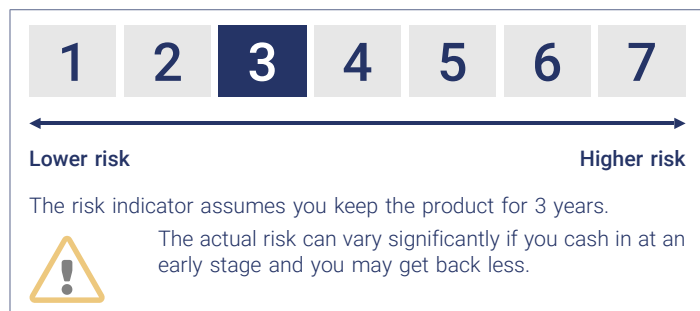 1 2 3 4 5 6 7
Lower risk Higher risk
The risk indicator assumes you keep the product for 3 years.
The actual risk can vary significantly if you cash in at an
early stage and you may get back less.